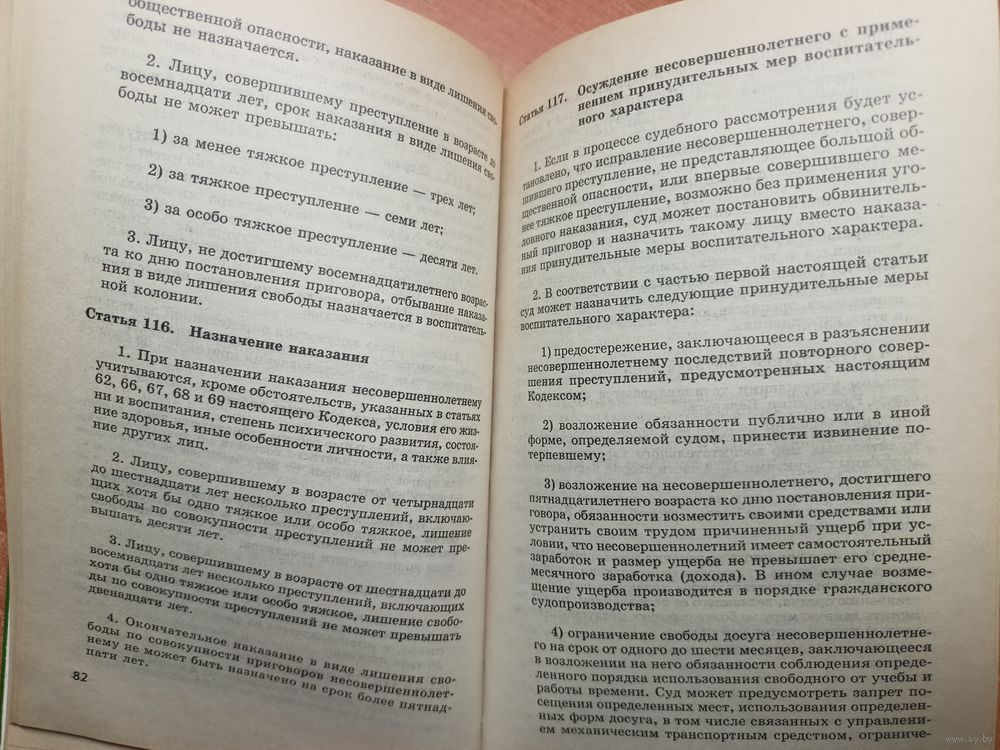 общественной опасности, наказание в виде лишения сво-
боды не назначается.
2. Лицу, совершившему преступление в возрасте до
восемнадцати лет, срок наказания в виде лишения сво-
боды не может превышать:
1) за менее тяжкое преступление — трех лет;
2) за тяжкое преступление — семи лет;
3) за особо тяжкое преступление — десяти лет.
3. Лицу, не достигшему восемнадцатилетнего возрас-
та ко дню постановления приговора, отбывание наказа-
ния в виде лишения свободы назначается в воспитатель-
ной колонии.
Статья 116. Назначение наказания
1. При назначении наказания несовершеннолетнему
учитываются, кроме обстоятельств, указанных в статьях
62, 66, 67, 68 и 69 настоящего Кодекса, условия его жиз-
ни и воспитания, степень психического развития, состоя-
ние здоровья, иные особенности личности, а также влия-
ние других лиц.
2. Лицу, совершившему в возрасте от четырнадцати
до шестнадцати лет несколько преступлений, включаю-
щих хотя бы одно тяжкое или особо тяжкое, лишение
свободы по совокупности преступлений не может пре-
вышать десяти лет.
3. Лицу, совершившему в возрасте от шестнадцати до
восемнадцати лет несколько преступлений, включающих
хотя бы одно тяжкое или особо тяжкое, лишение свобо-
ды по совокупности преступлений не может превышать
двенадцати лет.
4. Окончательное наказание в виде лишения сво-
боды по совокупности приговоров несовершеннолет-
нему не может быть назначено на срок более пятнад-
цати лет.
82
Статья 117. Осуждение несовершеннолетнего с приме-
нением принудительных мер воспитатель-
ного характера
1. Если в процессе судебного рассмотрения будет ус-
тановлено, что исправление несовершеннолетнего, совер-
шившего преступление, не представляющее большой об-
щественной опасности, или впервые совершившего ме-
нее тяжкое преступление, возможно без применения уго-
ловного наказания, суд может постановить обвинитель-
ный приговор и назначить такому лицу вместо наказа-
ния принудительные меры воспитательного характера.
2. В соответствии с частью первой настоящей статьи
суд может назначить следующие принудительные меры
воспитательного характера:
1) предостережение, заключающееся в разъяснении
несовершеннолетнему последствий повторного совер-
шения преступлений, предусмотренных настоящим
Кодексом;
2) возложение обязанности публично или в иной
форме, определяемой судом, принести извинение по-
терпевшему;
3) возложение на несовершеннолетнего, достигшего
пятнадцатилетнего возраста ко дню постановления при-
говора, обязанности возместить своими средствами или
устранить своим трудом причиненный ущерб при ус-
ловии, что несовершеннолетний имеет самостоятельный
заработок и размер ущерба не превышает его средне-
месячного заработка (дохода). В ином случае возме-
щение ущерба производится в порядке гражданского
судопроизводства;
4) ограничение свободы досуга несовершеннолетне-
го на срок от одного до шести месяцев, заключающееся
в возложении на него обязанности соблюдения опреде-
ленного порядка использования свободного от учебы и
работы времени. Суд может предусмотреть запрет по-
сещения определенных мест, использования определен-
ных форм досуга, в том числе связанных с управлени-
ем механическим транспортным средством, ограниче-
www.ay.by